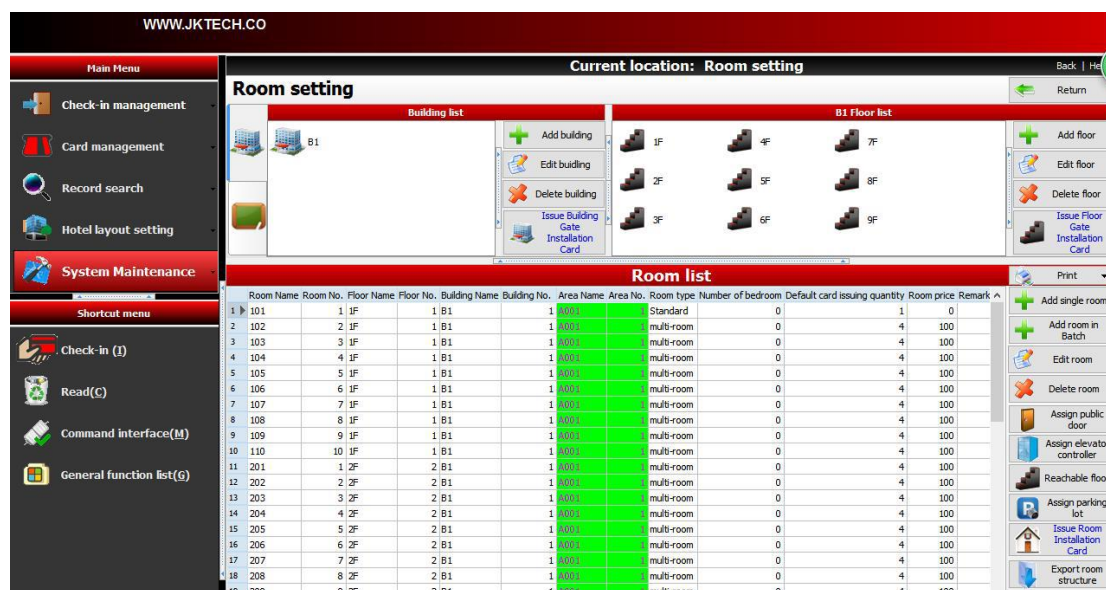 WWW.JKTECH.CO
Main Menu
Check-in management
Card management
Record search
Hotel layout setting
System Maintenance
Shortcut menu
Check-in (I)
Read(C)
Command interface(M)
General function list(G)
Current location: Room setting
Back |
Room setting
Return
Building list
B1
Add building
Edit buidling
Delete building
Issue Building
Gate
Installation
Card
B1 Floor list
1F 4F 7F
2F 5F 8F
3F 6F 9F
Add floor
Edit floor
Delete floor
Issue Floor
Gate
Installation
Card
Room list
Room Name Room No. Floor Name Floor No. Building Name Building No. Area Name Area No. Room type Number of bedroom Default card issuing quantity Room price Remark
1 101 1 1F 1 B1 1 A001 1 Standard 0 1 0
2 102 2 1F 1 B1 1 A001 1 multi-room 0 4 100
3 103 3 1F 1 B1 1 A001 1 multi-room 0 4 100
4 104 4 1F 1 B1 1 A001 1 multi-room 0 4 100
5 105 5 1F 1 B1 1 A001 1 multi-room 0 4 100
6 106 6 1F 1 B1 1 A001 1 multi-room 0 4 100
7 107 7 1F 1 B1 1 A001 1 multi-room 0 4 100
8 108 8 1F 1 B1 1 A001 1 multi-room 0 4 100
9 109 9 1F 1 B1 1 A001 1 multi-room 0 4 100
10 110 10 1F 1 B1 1 A001 1 multi-room 0 4 100
11 201 1 2F 2 B1 1 A001 1 multi-room 0 4 100
12 202 2 2F 2 B1 1 A001 1 multi-room 0 4 100
13 203 3 2F 2 B1 1 A001 1 multi-room 0 4 100
14 204 4 2F 2 B1 1 A001 1 multi-room 0 4 100
15 205 5 2F 2 B1 1 A001 1 multi-room 0 4 100
16 206 6 2F 2 B1 1 A001 1 multi-room 0 4 100
17 207 7 2F 2 B1 1 A001 1 multi-room 0 4 100
18 208 8 2F 2 B1 1 A001 1 multi-room 0 4 100
Print
Add single room
Add room in
Batch
Edit room
Delete room
Assign public
door
Assign elevato
controller
Reachable floo
Assign parking
lot
Issue Room
Installation
Card
Export room
structure